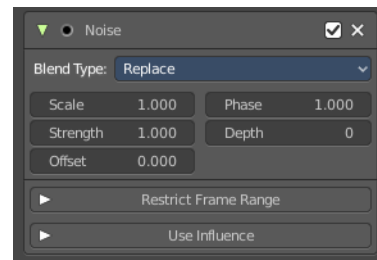 Noise
Blend Type: Replace
Scale 1.000 Phase 1.000
Strength 1.000 Depth 0
Offset 0.000
Restrict Frame Range
Use Influence